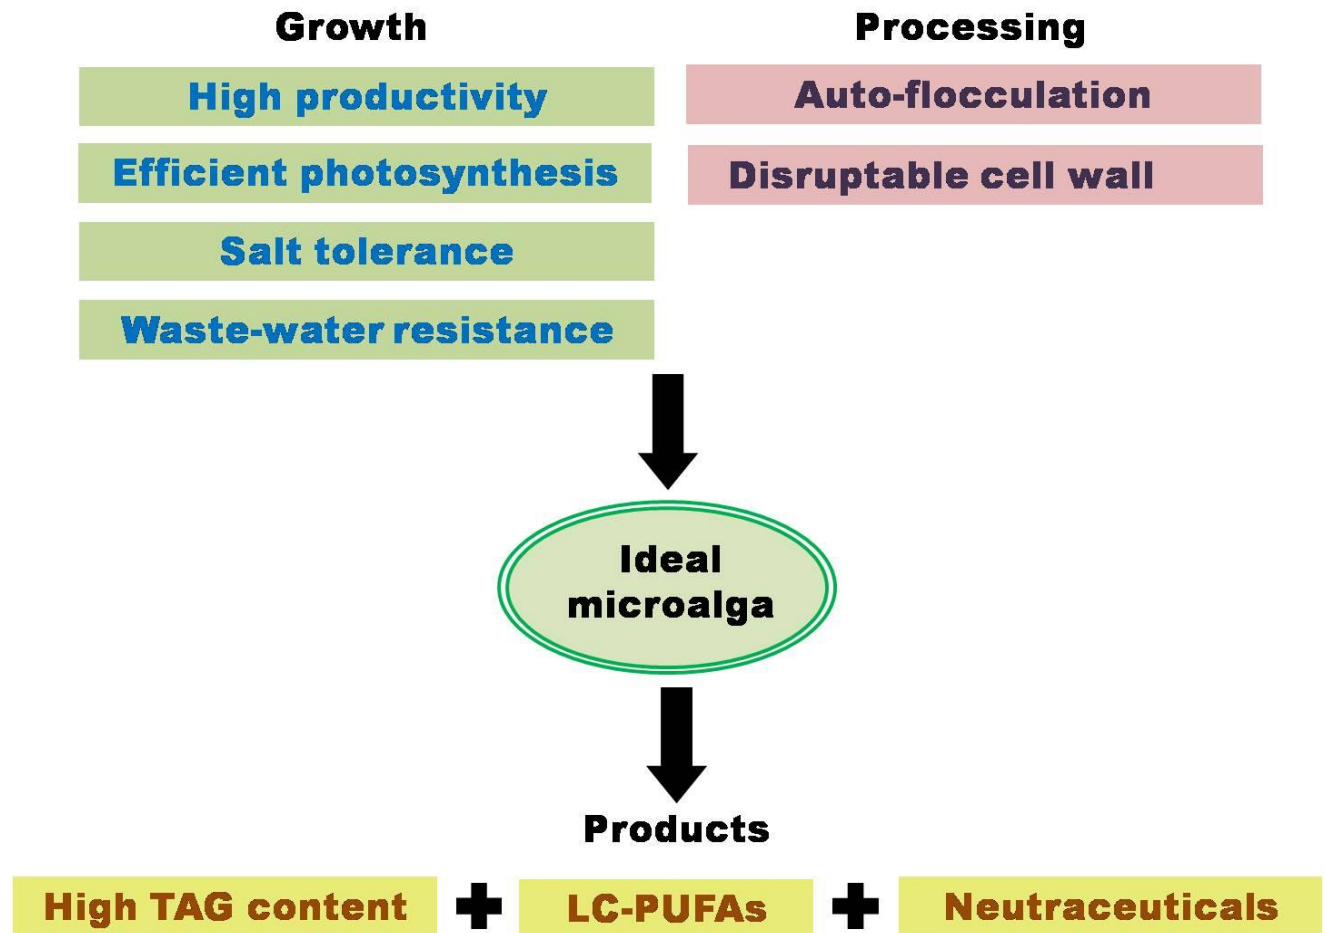 Growth
High productivity
Efficient photosynthesis
Salt tolerance
Waste-water resistance
Processing
Auto-flocculation
Disruptable cell wall
Ideal
microalga
Products
High TAG content + LC-PUFAs + Neutraceuticals